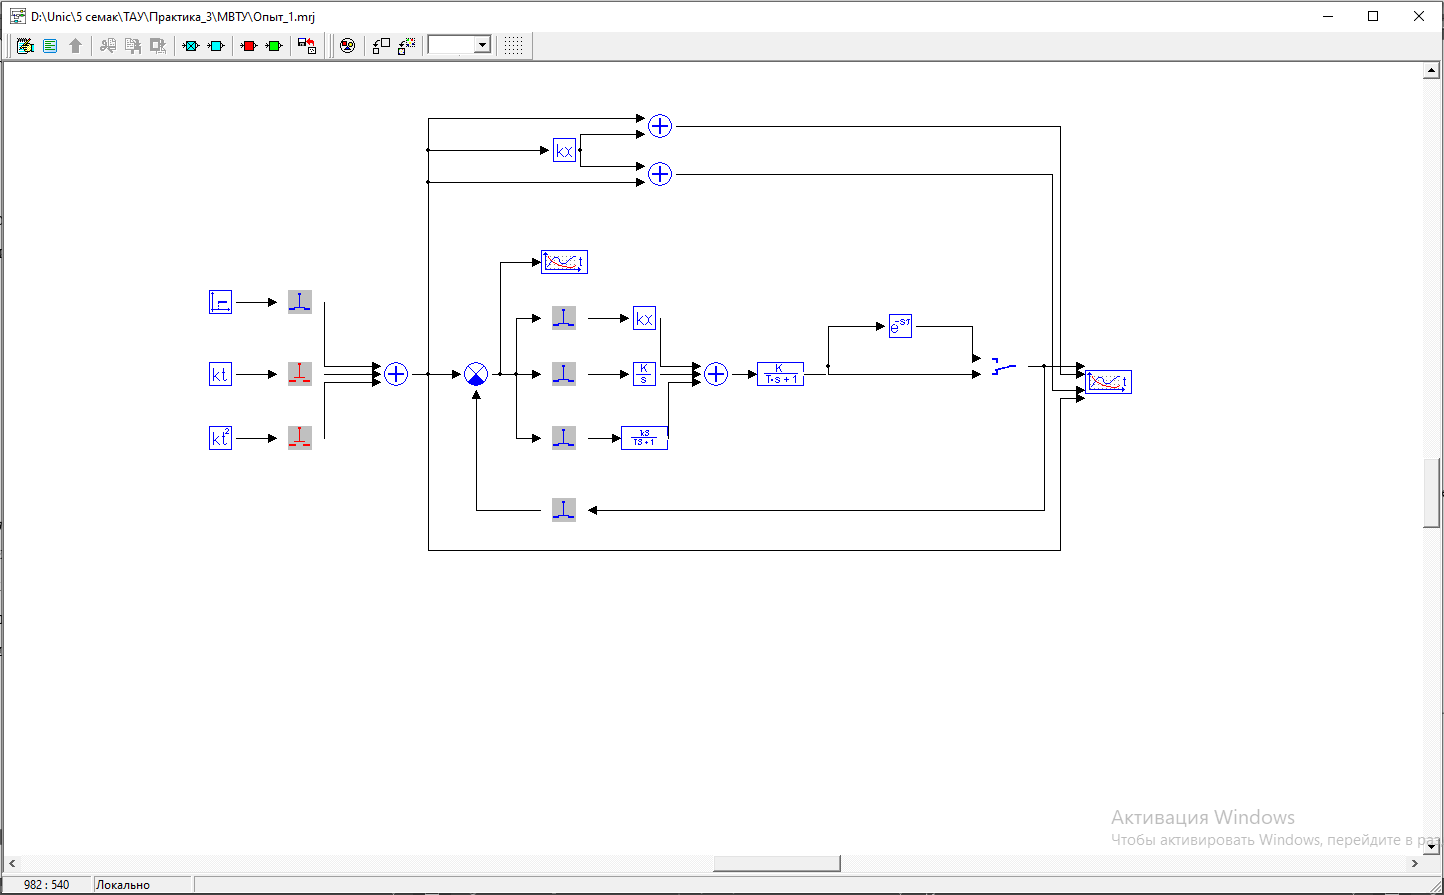 D:\Unic\5 семак\ТАУ\Практика_3\МВТУ\Опыт_1.mrj
kx
t
kx
e^-sτ
kt
K
s
K
T·s+1
t
kt²
kS
TS+1
Активация Windows
Чтобы активировать Windows, перейдите в раз
982 : 540
Локально